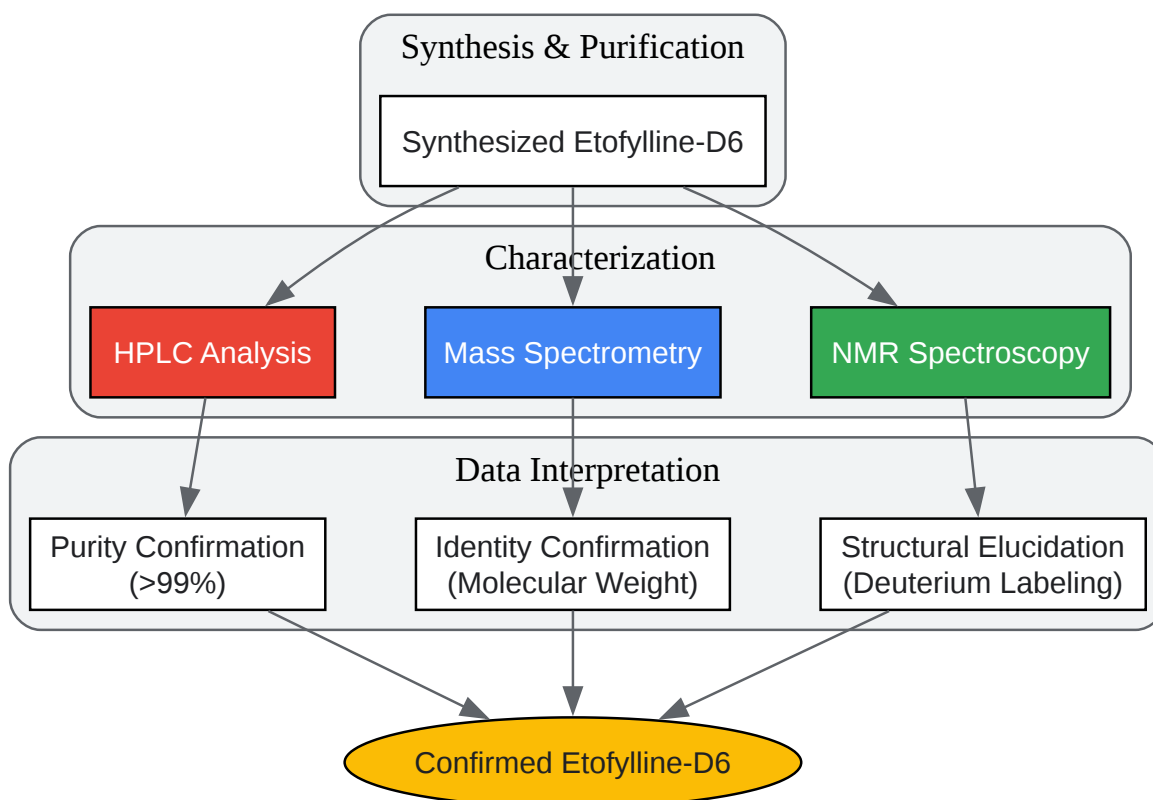 Synthesis & Purification
Synthesized Etofylline-D6
Characterization
HPLC Analysis
Mass Spectrometry
NMR Spectroscopy
Data Interpretation
Purity Confirmation
(>99%)
Identity Confirmation
(Molecular Weight)
Structural Elucidation
(Deuterium Labeling)
Confirmed Etofylline-D6